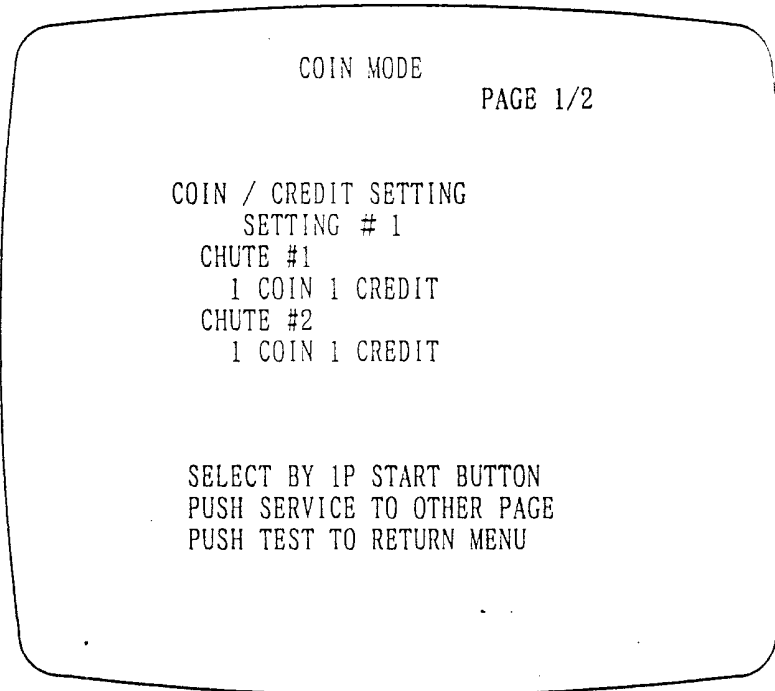 COIN MODE
PAGE 1/2
COIN / CREDIT SETTING
SETTING # 1
CHUTE #1
1 COIN 1 CREDIT
CHUTE #2
1 COIN 1 CREDIT
SELECT BY 1P START BUTTON
PUSH SERVICE TO OTHER PAGE
PUSH TEST TO RETURN MENU